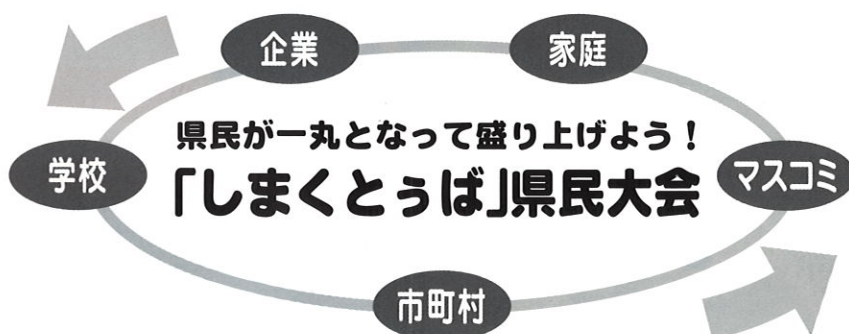 企業
家庭
県民が一丸となって盛り上げよう！
学校
「しまくとぅば」県民大会
マスコミ
市町村